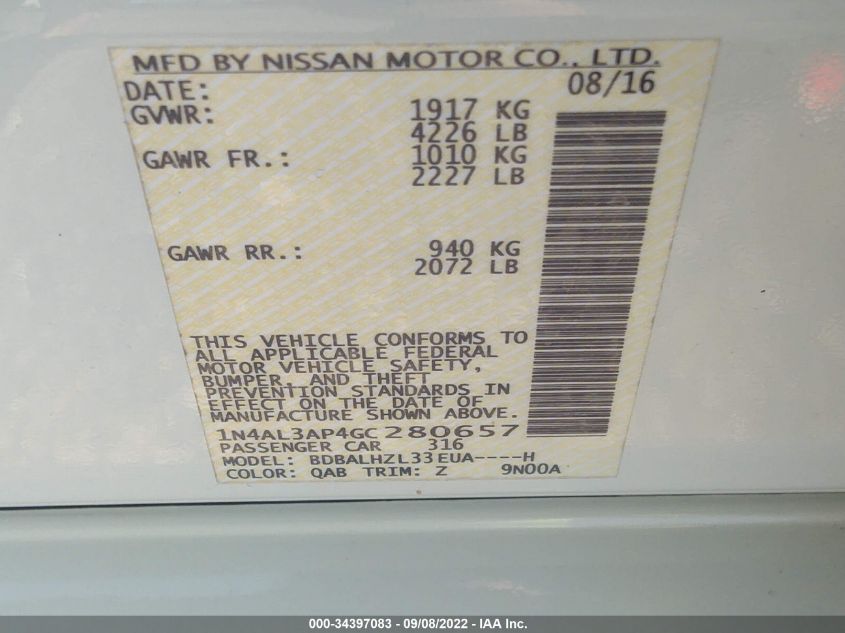 MFD BY NISSAN MOTOR CO., LTD.
DATE: 08/16
GVWR: 1917 KG
4226 LB
GAWR FR.: 1010 KG
2227 LB
GAWR RR.: 940 KG
2072 LB
THIS VEHICLE CONFORMS TO
ALL APPLICABLE FEDERAL
MOTOR VEHICLE SAFETY,
BUMPER, AND THEFT
PREVENTION STANDARDS IN
EFFECT ON THE DATE OF
MANUFACTURE SHOWN ABOVE.
1N4AL3AP4GC280657
PASSENGER CAR 316
MODEL: BDBALHZL33EUA----H
COLOR: QAB TRIM: Z 9N00A
000-34397083 - 09/08/2022 - IAA Inc.